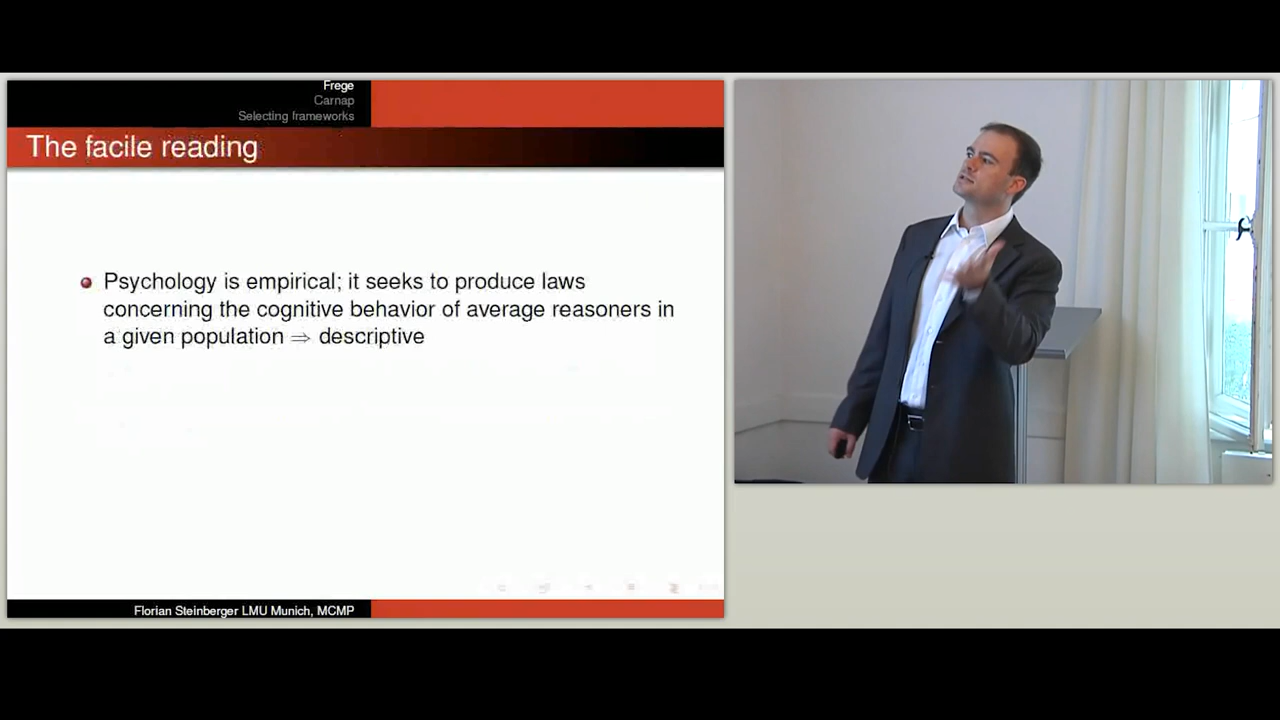 Frege
Carnap
Selecting frameworks
The facile reading
Psychology is empirical; it seeks to produce laws
concerning the cognitive behavior of average reasoners in
a given population ⇒ descriptive
Florian Steinberger LMU Munich, MCMP